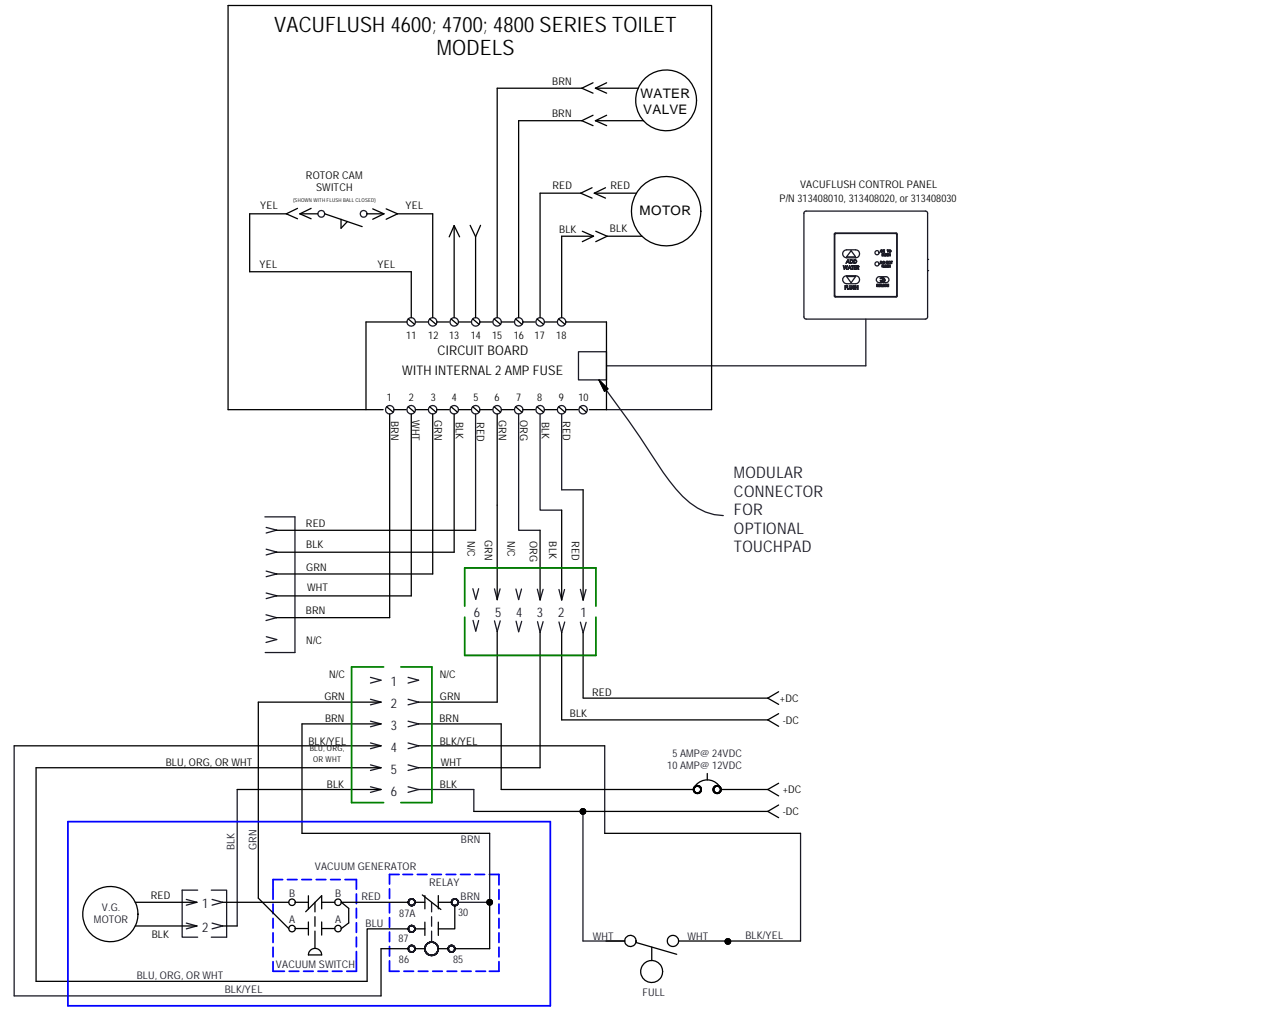 VACUFLUSH 4600; 4700; 4800 SERIES TOILET
MODELS
BRN
WATER
VALVE
BRN
ROTOR CAM
SWITCH
(SHOWN WITH FLUSH BALL CLOSED)
YEL
YEL
RED
RED
MOTOR
BLK
BLK
YEL
YEL
VACUFLUSH CONTROL PANEL
P/N 313408010, 313408020, or 313408030
ADD
WATER
FLUSH
11 12 13 14 15 16 17 18
CIRCUIT BOARD
WITH INTERNAL 2 AMP FUSE
1 2 3 4 5 6 7 8 9 10
BRN
WHT
GRN
BLK
RED
GRN
ORG
BLK
RED
MODULAR
CONNECTOR
FOR
OPTIONAL
TOUCHPAD
RED
BLK
GRN
WHT
BRN
N/C
N/C
GRN
N/C
ORG
BLK
RED
6 5 4 3 2 1
N/C 1 N/C
GRN 2 GRN
BRN 3 BRN
BLK/YEL 4 BLK/YEL
BLU, ORG,
OR WHT
BLU, ORG, OR WHT 5 WHT
BLK 6 BLK
RED +DC
BLK -DC
5 AMP@ 24VDC
10 AMP@ 12VDC
+DC
-DC
BLK
GRN
BRN
VACUUM GENERATOR
RELAY
V.G.
MOTOR
RED
1
BLK
2
B B
A A
VACUUM SWITCH
RED
87A
BRN
30
BLU
87
86
85
BLU, ORG, OR WHT
BLK/YEL
WHT
WHT
BLK/YEL
FULL